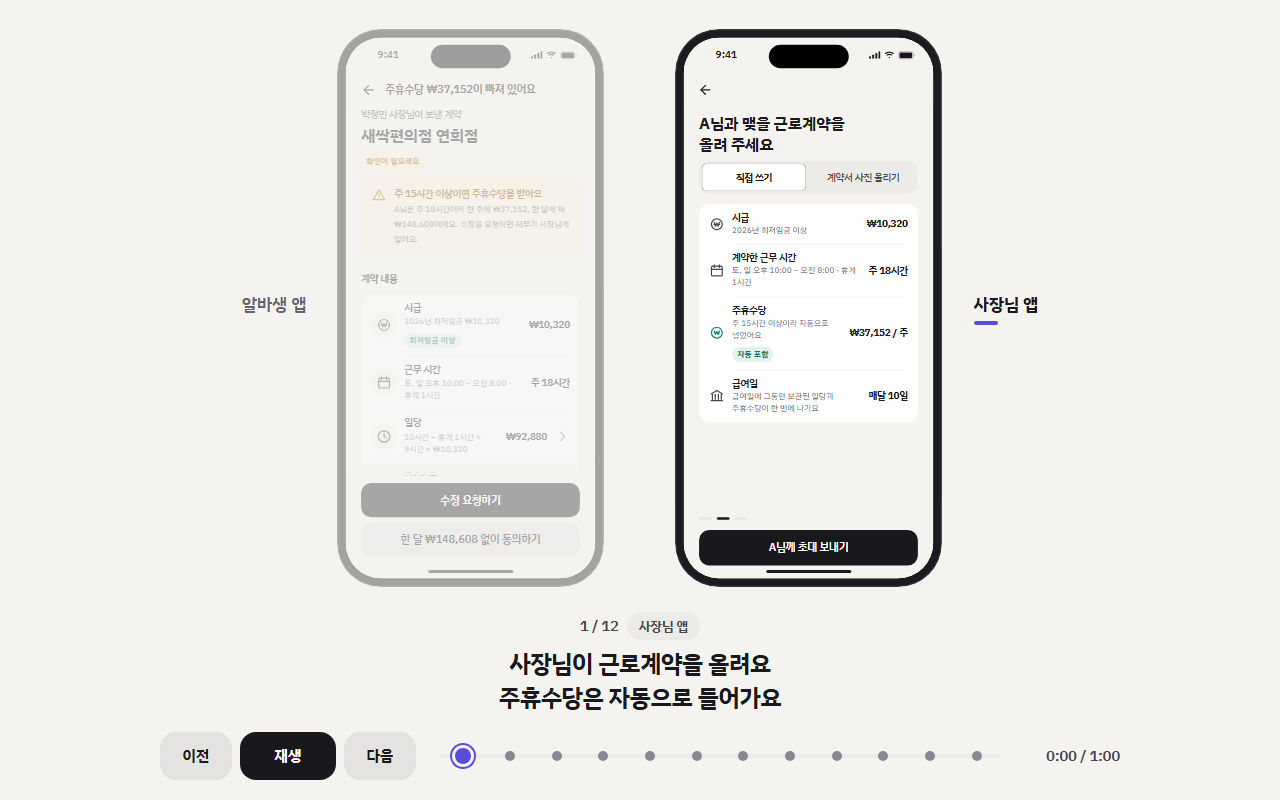 알바생 앱
9:41
주휴수당 ₩37,152이 빠져 있어요
박정민 사장님이 보낸 계약
새싹편의점 연희점
확인이 필요해요
주 15시간 이상이면 주휴수당을 받아요
A님은 주 18시간이라 한 주에 ₩37,152, 한 달에 약
₩148,608이에요. 수정을 요청하면 제부가 사장님께
알려요.
계약 내용
시급
2026년 최저임금 ₩10,320
최저임금 이상
₩10,320
근무 시간
토, 일 오후 10:00 – 오전 8:00 ·
휴게 1시간
주 18시간
일당
10시간 − 휴게 1시간 =
9시간 × ₩10,320
₩92,880
수정 요청하기
한 달 ₩148,608 없이 동의하기
9:41
A님과 맺을 근로계약을
올려 주세요
직접 쓰기
계약서 사진 올리기
시급
2026년 최저임금 이상
₩10,320
계약한 근무 시간
토, 일 오후 10:00 – 오전 8:00 · 휴게
1시간
주 18시간
주휴수당
주 15시간 이상이라 자동으로
넣었어요
자동 포함
₩37,152 / 주
급여일
급여일에 그동안 보관된 일당과
주휴수당이 한 번에 나가요
매달 10일
A님께 초대 보내기
사장님 앱
1 / 12
사장님 앱
사장님이 근로계약을 올려요
주휴수당은 자동으로 들어가요
이전
재생
다음
0:00 / 1:00